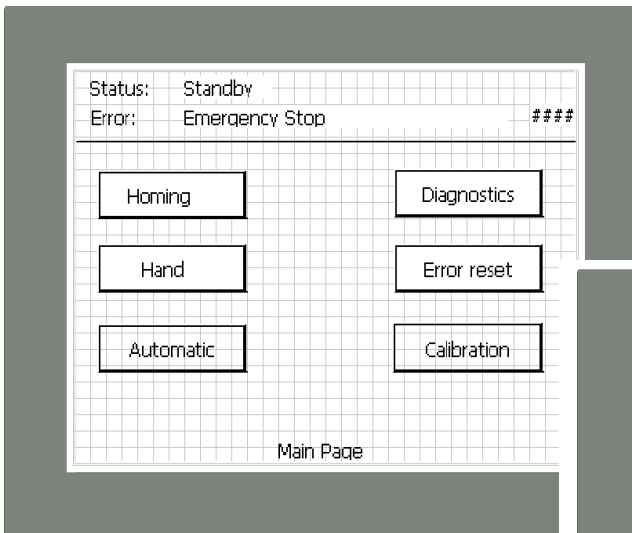 Status: Standby
Error: Emergency Stop ####
Homing Diagnostics
Hand Error reset
Automatic Calibration
Main Page